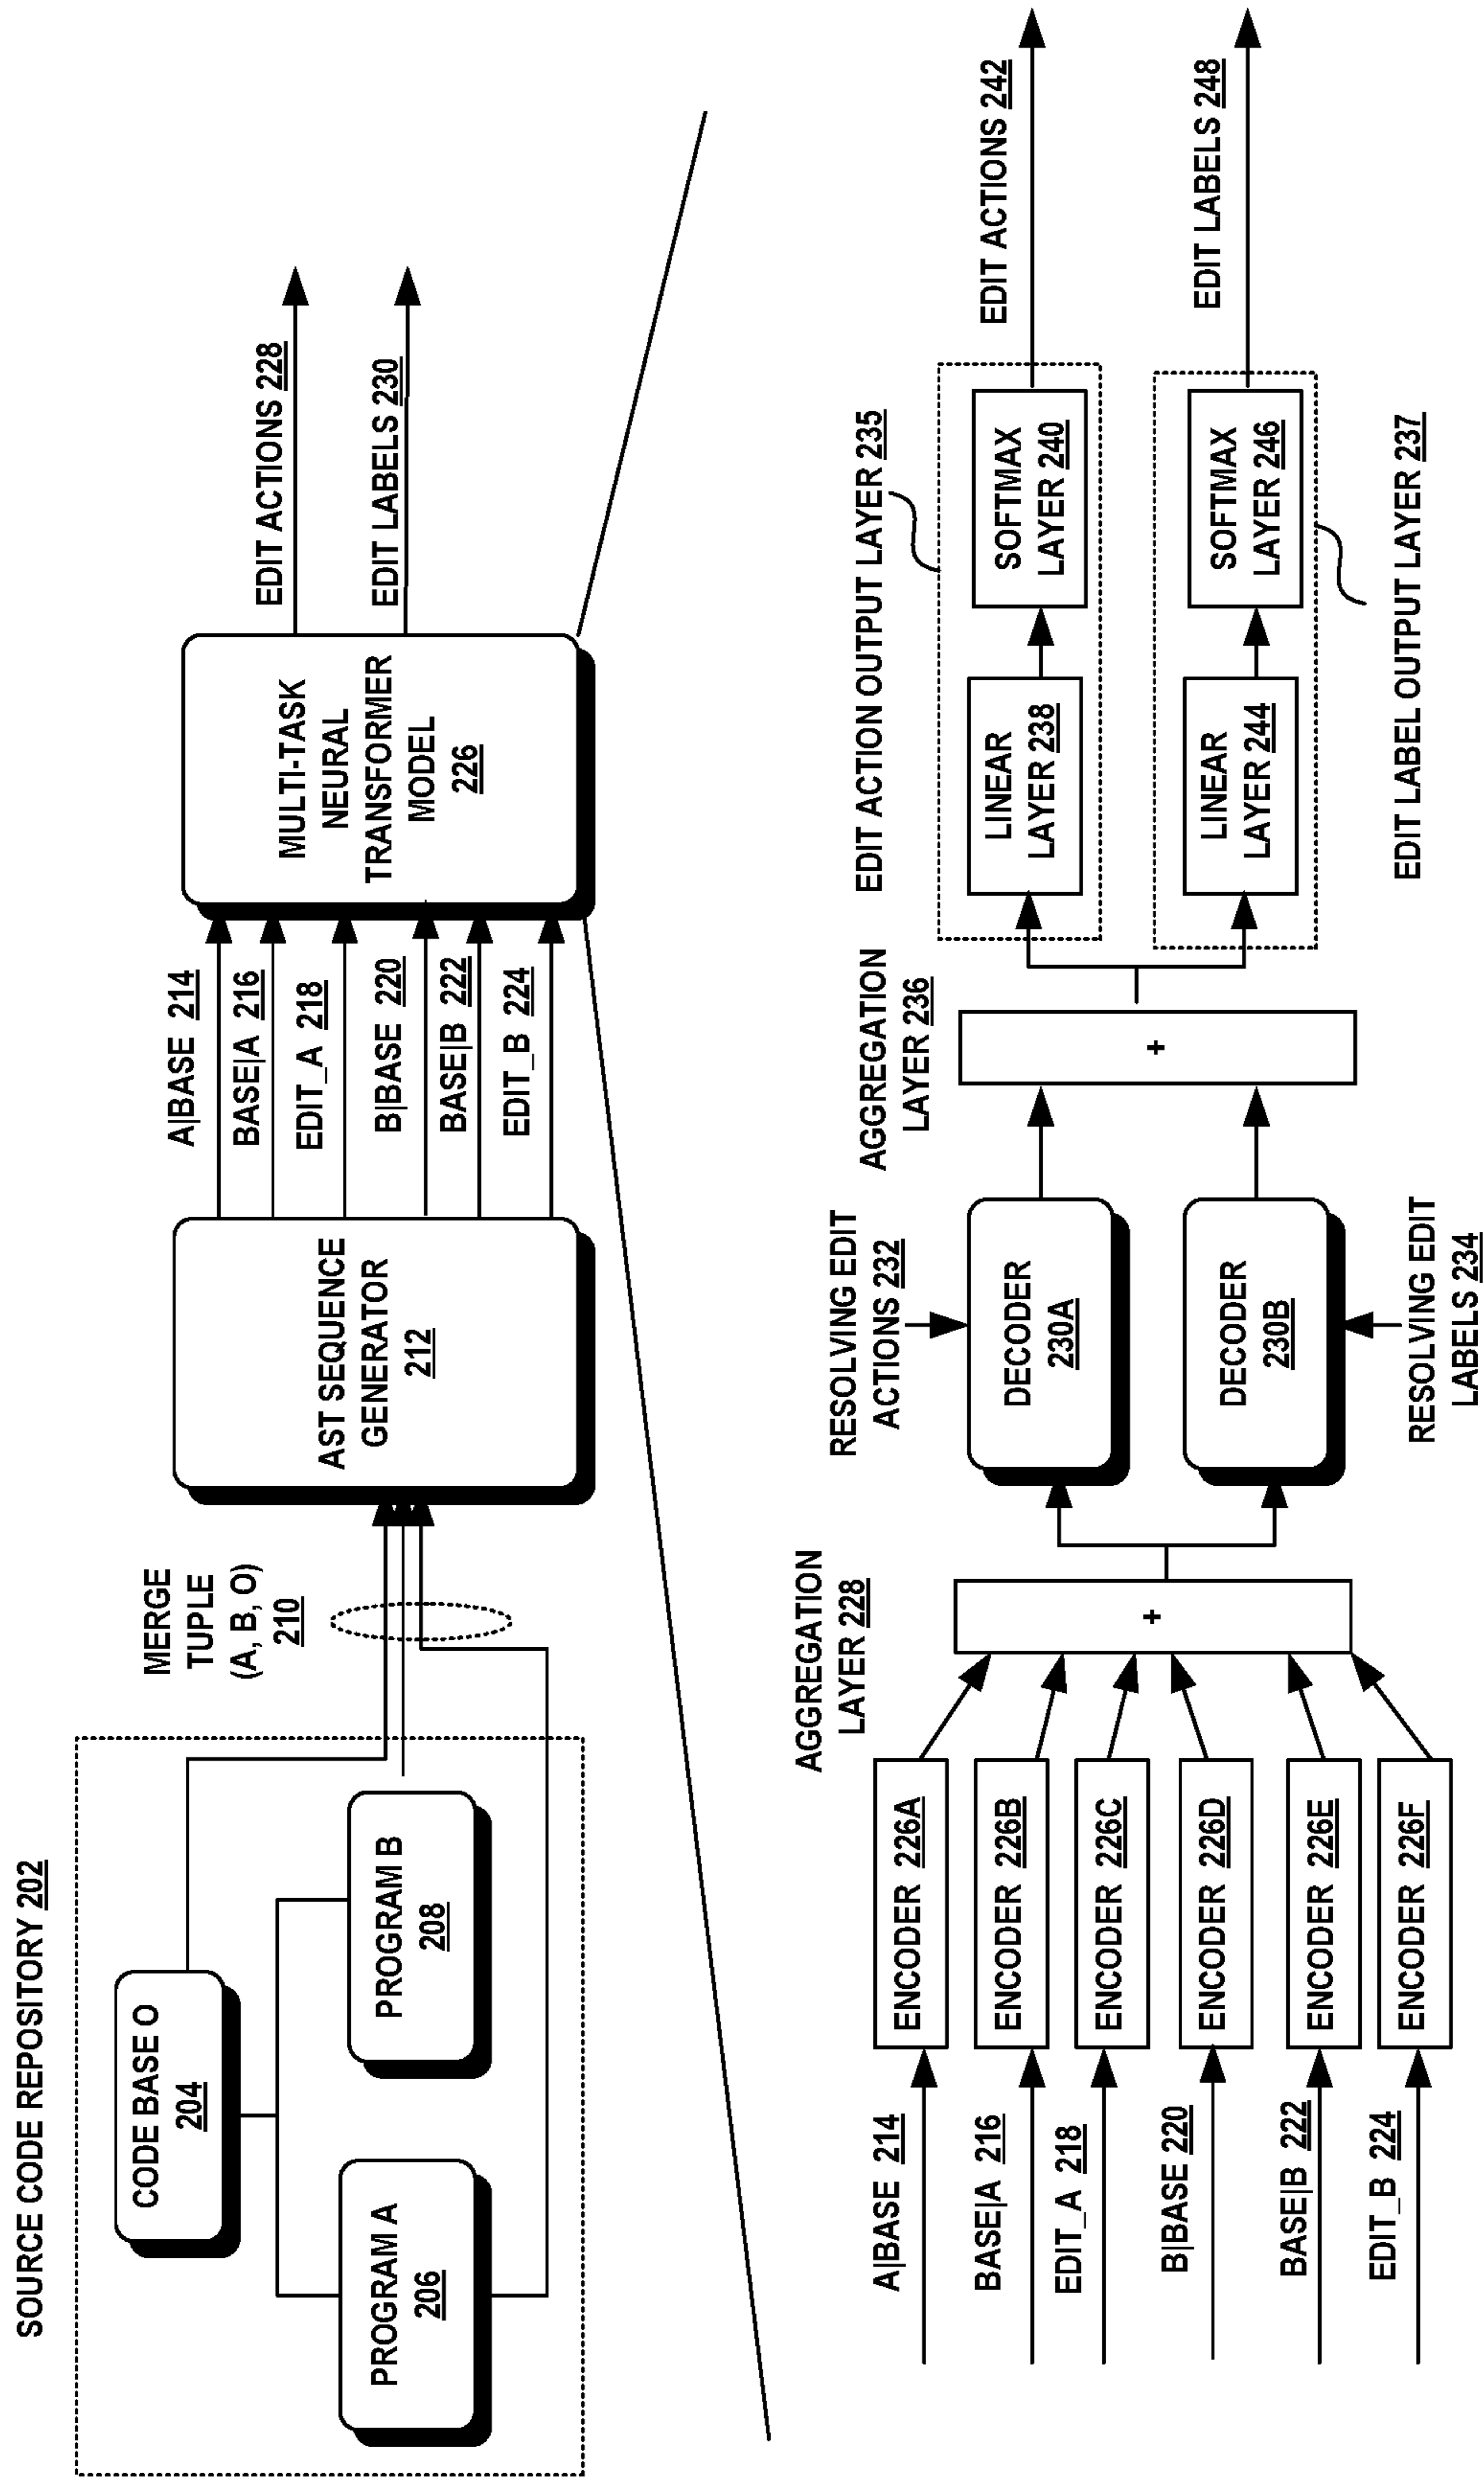 SOURCE CODE REPOSITORY 202
CODE BASE O
204
PROGRAM A
206
PROGRAM B
208
MERGE
TUPLE
(A, B, O)
210
AST SEQUENCE
GENERATOR
212
A|BASE 214
BASE|A 216
EDIT_A 218
B|BASE 220
BASE|B 222
EDIT_B 224
MULTI-TASK
NEURAL
TRANSFORMER
MODEL
226
EDIT ACTIONS 228
EDIT LABELS 230
A|BASE 214
BASE|A 216
EDIT_A 218
B|BASE 220
BASE|B 222
EDIT_B 224
ENCODER 226A
ENCODER 226B
ENCODER 226C
ENCODER 226D
ENCODER 226E
ENCODER 226F
AGGREGATION
LAYER 228
+
RESOLVING EDIT
ACTIONS 232
DECODER
230A
DECODER
230B
RESOLVING EDIT
LABELS 234
AGGREGATION
LAYER 236
+
EDIT ACTION OUTPUT LAYER 235
LINEAR
LAYER 238
SOFTMAX
LAYER 240
EDIT ACTIONS 242
LINEAR
LAYER 244
SOFTMAX
LAYER 246
EDIT LABELS 248
EDIT LABEL OUTPUT LAYER 237